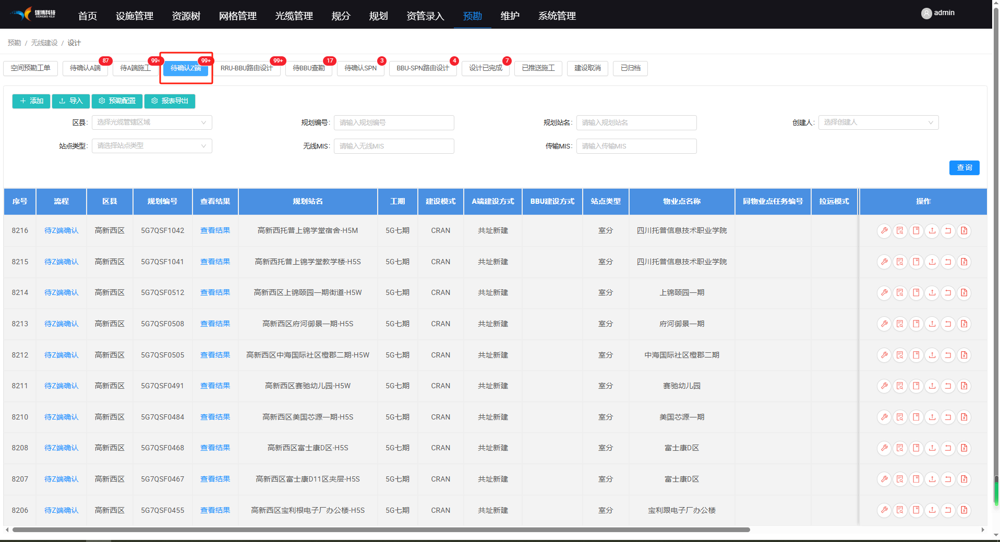 雄博科技
XIONGBO KEJI
首页 设施管理 资源树 网格管理 光缆管理 规分 规划 资管录入 预勘 维护 系统管理 admin
预勘 / 无线建设 / 设计
空间预勘工单 待确认A端 87 待A端施工 99+ 待确认Z端 99+ RRU-BBU路由设计 99+ 待BBU查勘 17 待确认SPN 3 BBU-SPN路由设计 4 设计已完成 7 已推送施工 建设取消 已归档
添加 导入 预勘配置 报表导出
区县: 选择光缆管辖区域 规划编号: 请输入规划编号 规划站名: 请输入规划站名 创建人: 选择创建人
站点类型: 请选择站点类型 无线MIS: 请输入无线MIS 传输MIS: 请输入传输MIS
查询
序号 流程 区县 规划编号 查看结果 规划站名 工期 建设模式 A端建设方式 BBU建设方式 站点类型 物业点名称 同物业点任务编号 拉远模式 操作
8216 待Z端确认 高新西区 5G7QSF1042 查看结果 高新西托普上锦学堂宿舍-H5M 5G七期 CRAN 共址新建 室分 四川托普信息技术职业学院
8215 待Z端确认 高新西区 5G7QSF1041 查看结果 高新西托普上锦学堂教学楼-H5S 5G七期 CRAN 共址新建 室分 四川托普信息技术职业学院
8214 待Z端确认 高新西区 5G7QSF0512 查看结果 高新西区上锦颐园一期街道-H5W 5G七期 CRAN 共址新建 室分 上锦颐园一期
8213 待Z端确认 高新西区 5G7QSF0508 查看结果 高新西区府河御景一期-H5S 5G七期 CRAN 共址新建 室分 府河御景一期
8212 待Z端确认 高新西区 5G7QSF0505 查看结果 高新西区中海国际社区橙郡二期-H5W 5G七期 CRAN 共址新建 室分 中海国际社区橙郡二期
8211 待Z端确认 高新西区 5G7QSF0491 查看结果 高新西区赛驰幼儿园-H5W 5G七期 CRAN 共址新建 室分 赛驰幼儿园
8210 待Z端确认 高新西区 5G7QSF0484 查看结果 高新西区美国芯源一期-H5S 5G七期 CRAN 共址新建 室分 美国芯源一期
8208 待Z端确认 高新西区 5G7QSF0468 查看结果 高新西区富士康D区-H5S 5G七期 CRAN 共址新建 室分 富士康D区
8207 待Z端确认 高新西区 5G7QSF0467 查看结果 高新西区富士康D11区夹层-H5S 5G七期 CRAN 共址新建 室分 富士康D区
8206 待Z端确认 高新西区 5G7QSF0455 查看结果 高新西区宝利根电子厂办公楼-H5S 5G七期 CRAN 共址新建 室分 宝利跟电子厂办公楼